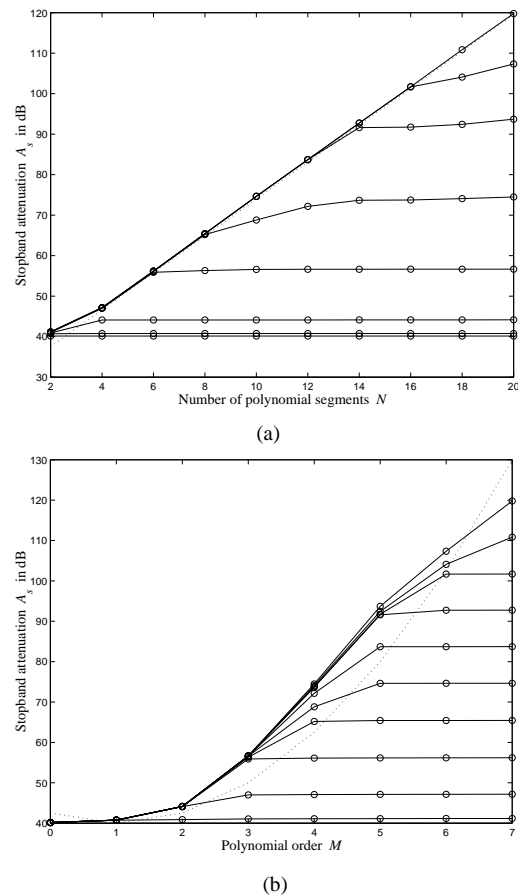 120
110
100
90
80
70
60
50
40
30
Stopband attenuation A_s in dB
2 4 6 8 10 12 14 16 18 20
Number of polynomial segments N
(a)
130
120
110
100
90
80
70
60
50
40
Stopband attenuation A_s in dB
0 1 2 3 4 5 6 7
Polynomial order M
(b)